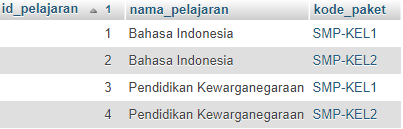 id_pelajaran 1 nama_pelajaran kode_paket
1 Bahasa Indonesia SMP-KEL1
2 Bahasa Indonesia SMP-KEL2
3 Pendidikan Kewarganegaraan SMP-KEL1
4 Pendidikan Kewarganegaraan SMP-KEL2